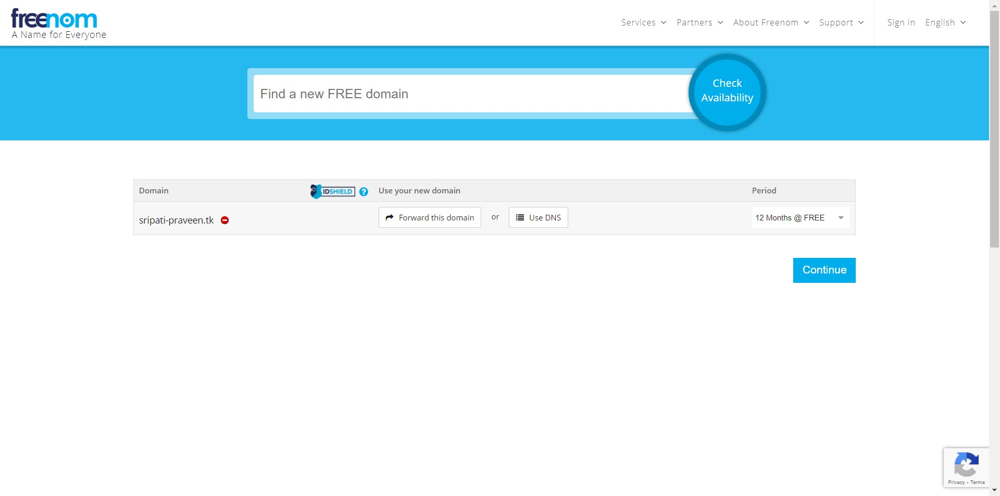 freenom
A Name for Everyone
Services Partners About Freenom Support Sign in English
Find a new FREE domain
Check
Availability
Domain IDSHIELD ? Use your new domain Period
sripati-praveen.tk Forward this domain or Use DNS 12 Months @ FREE
Continue
Privacy - Terms